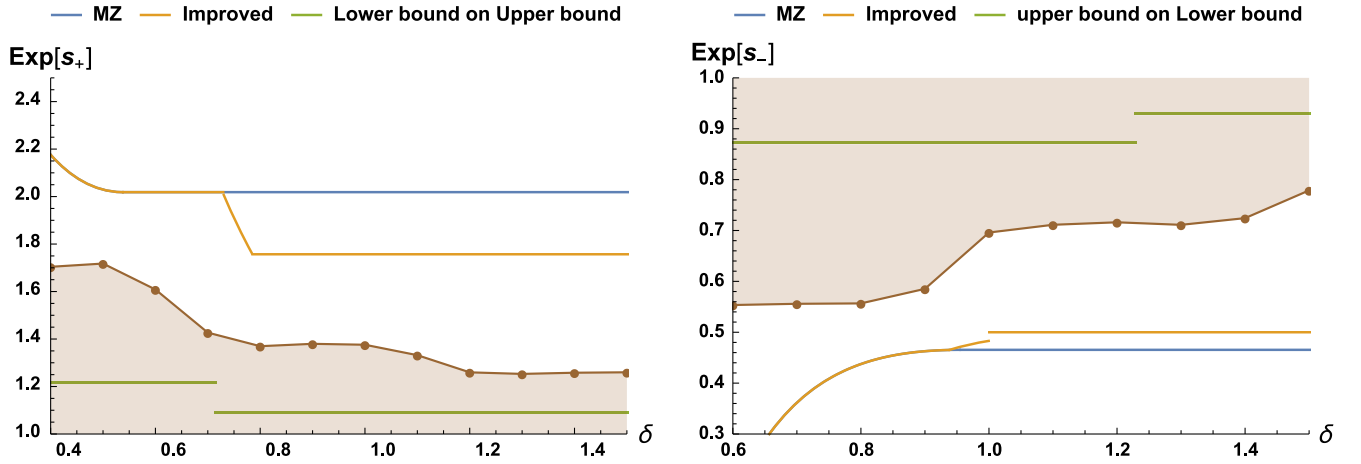 MZ Improved Lower bound on Upper bound
Exp[s₊]
2.4
2.2
2.0
1.8
1.6
1.4
1.2
1.0
0.4 0.6 0.8 1.0 1.2 1.4 δ
MZ Improved upper bound on Lower bound
Exp[s₋]
1.0
0.9
0.8
0.7
0.6
0.5
0.4
0.3
0.6 0.8 1.0 1.2 1.4 δ